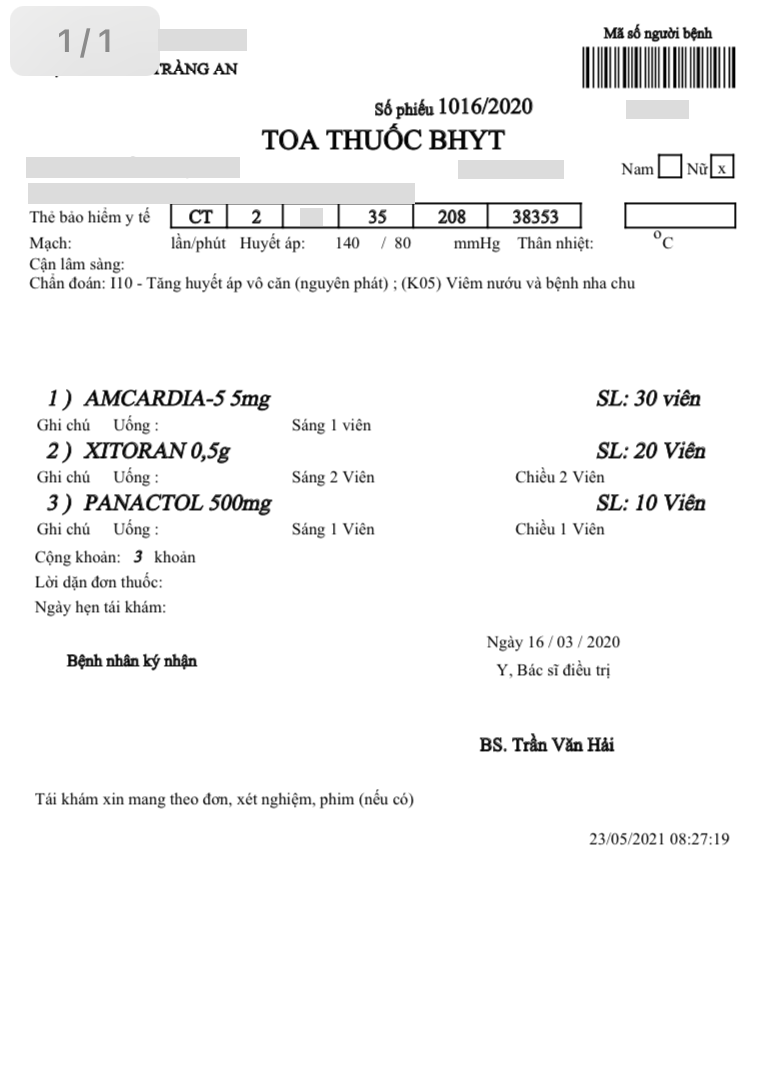 1/1
Mã số người bệnh
TRÀNG AN
Số phiếu 1016/2020
TOA THUỐC BHYT
Nam Nữ x
Thẻ bảo hiểm y tế CT 2 35 208 38353
Mạch: lần/phút Huyết áp: 140 / 80 mmHg Thân nhiệt: °C
Cận lâm sàng:
Chẩn đoán: I10 - Tăng huyết áp vô căn (nguyên phát) ; (K05) Viêm nướu và bệnh nha chu
1 ) AMCARDIA-5 5mg SL: 30 viên
Ghi chú Uống : Sáng 1 viên
2 ) XITORAN 0,5g SL: 20 Viên
Ghi chú Uống : Sáng 2 Viên Chiều 2 Viên
3 ) PANACTOL 500mg SL: 10 Viên
Ghi chú Uống : Sáng 1 Viên Chiều 1 Viên
Cộng khoản: 3 khoản
Lời dặn đơn thuốc:
Ngày hẹn tái khám:
Ngày 16 / 03 / 2020
Bệnh nhân ký nhận
Y, Bác sĩ điều trị
BS. Trần Văn Hải
Tái khám xin mang theo đơn, xét nghiệm, phim (nếu có)
23/05/2021 08:27:19